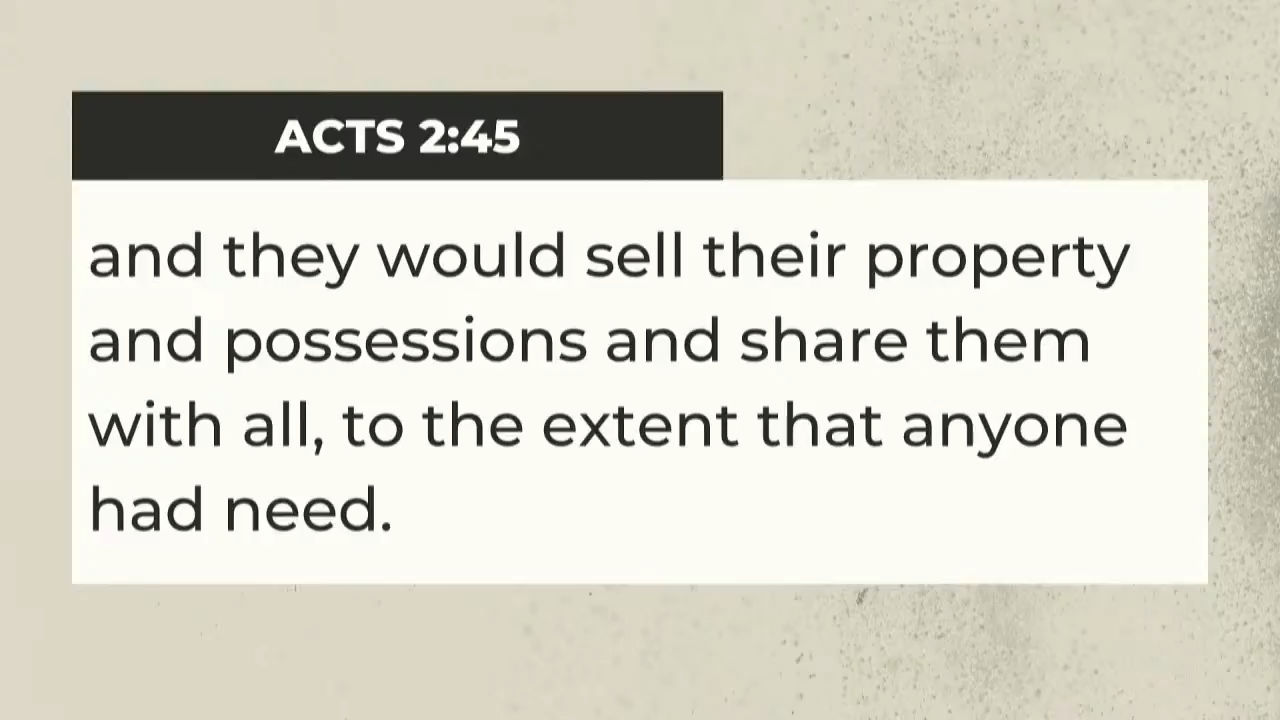 ACTS 2:45
and they would sell their property
and possessions and share them
with all, to the extent that anyone
had need.